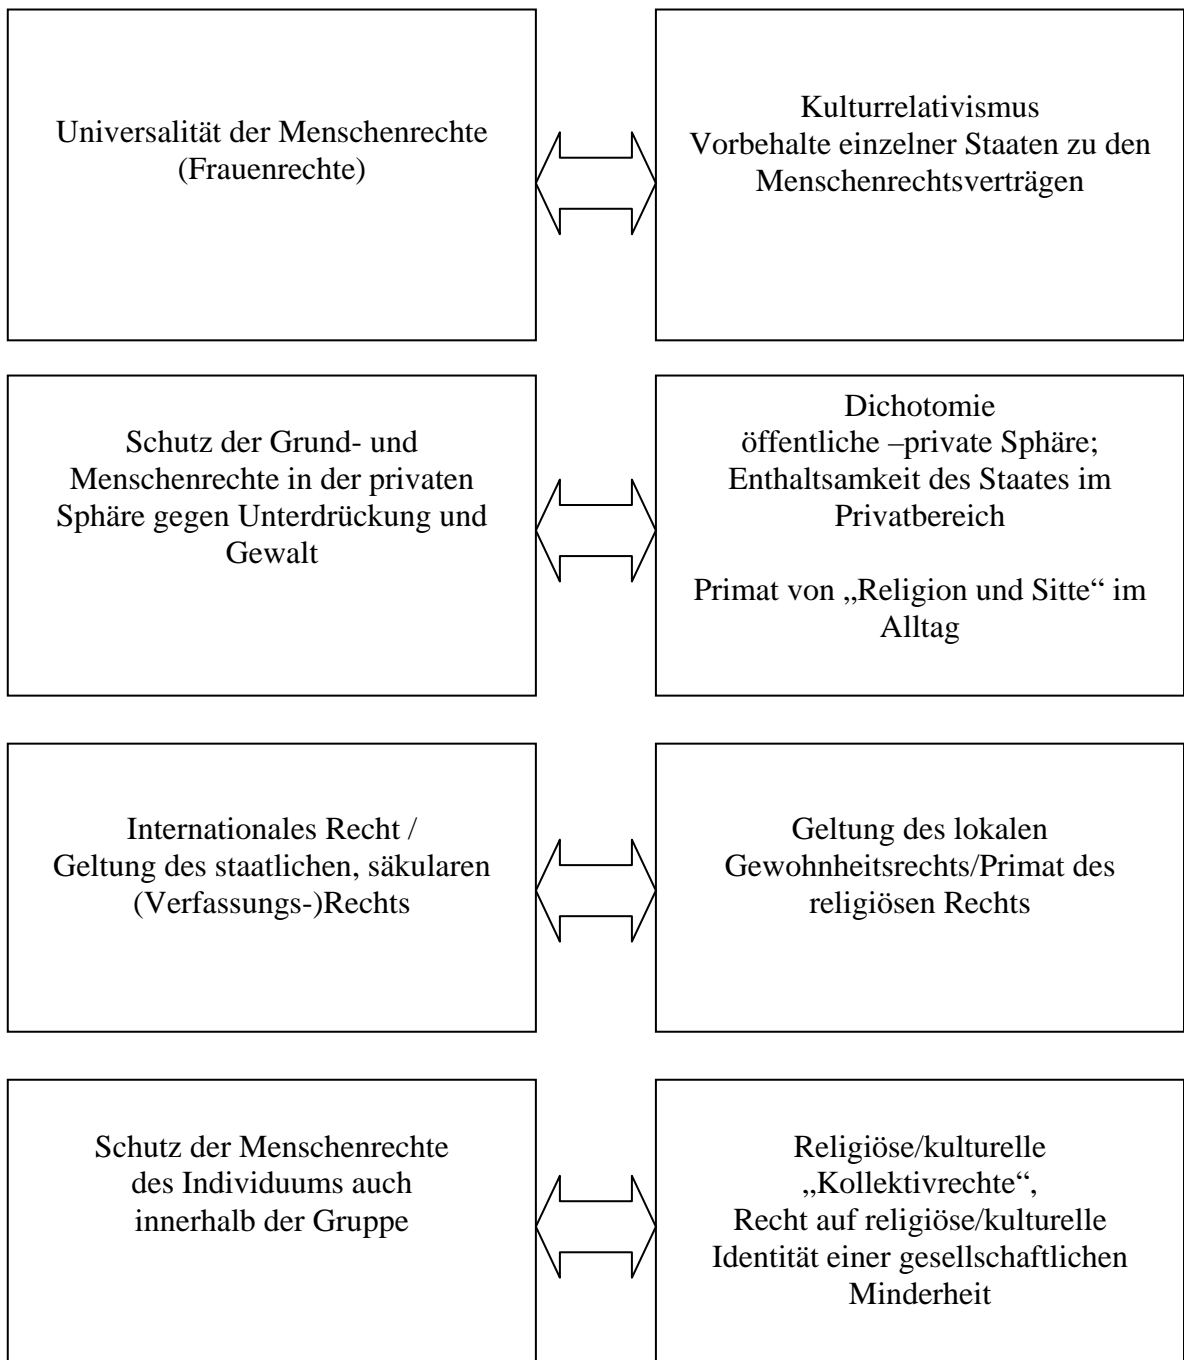 Universalität der Menschenrechte
(Frauenrechte)
Kulturrelativismus
Vorbehalte einzelner Staaten zu den
Menschenrechtsverträgen
Schutz der Grund- und
Menschenrechte in der privaten
Sphäre gegen Unterdrückung und
Gewalt
Dichotomie
öffentliche –private Sphäre;
Enthaltsamkeit des Staates im
Privatbereich
Primat von „Religion und Sitte“ im
Alltag
Internationales Recht /
Geltung des staatlichen, säkularen
(Verfassungs-)Rechts
Geltung des lokalen
Gewohnheitsrechts/Primat des
religiösen Rechts
Schutz der Menschenrechte
des Individuums auch
innerhalb der Gruppe
Religiöse/kulturelle
„Kollektivrechte“,
Recht auf religiöse/kulturelle
Identität einer gesellschaftlichen
Minderheit